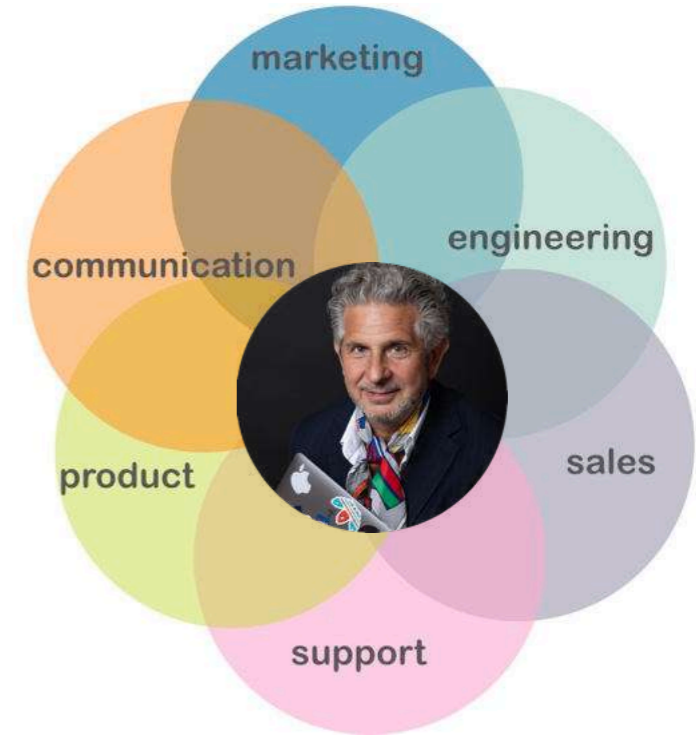 marketing
engineering
communication
sales
product
support